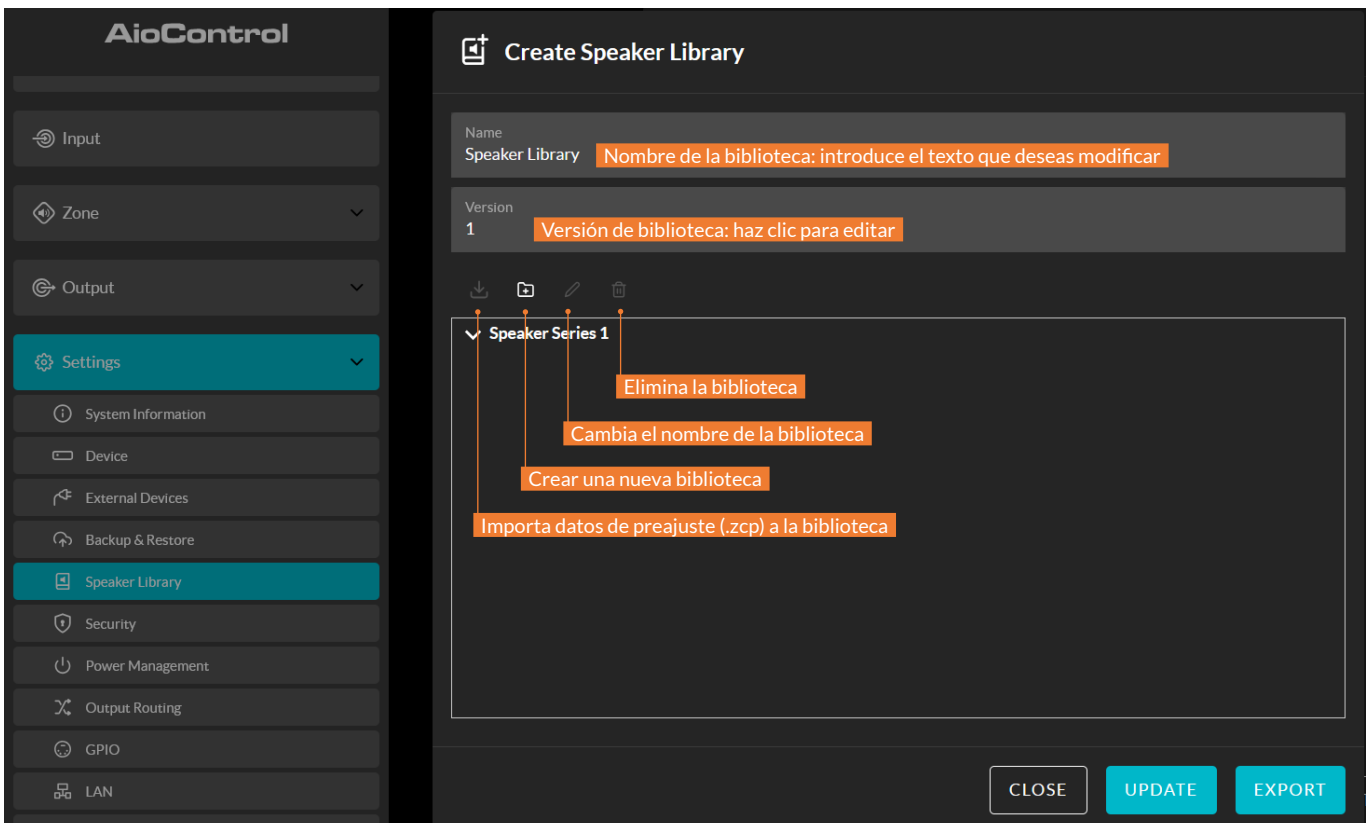 AioControl
Input
Zone
Output
Settings
System Information
Device
External Devices
Backup & Restore
Speaker Library
Security
Power Management
Output Routing
GPIO
LAN
Create Speaker Library
Name
Speaker Library Nombre de la biblioteca: introduce el texto que deseas modificar
Version
1 Versión de biblioteca: haz clic para editar
Speaker Series 1
Elimina la biblioteca
Cambia el nombre de la biblioteca
Crear una nueva biblioteca
Importa datos de preajuste (.zcp) a la biblioteca
CLOSE UPDATE EXPORT